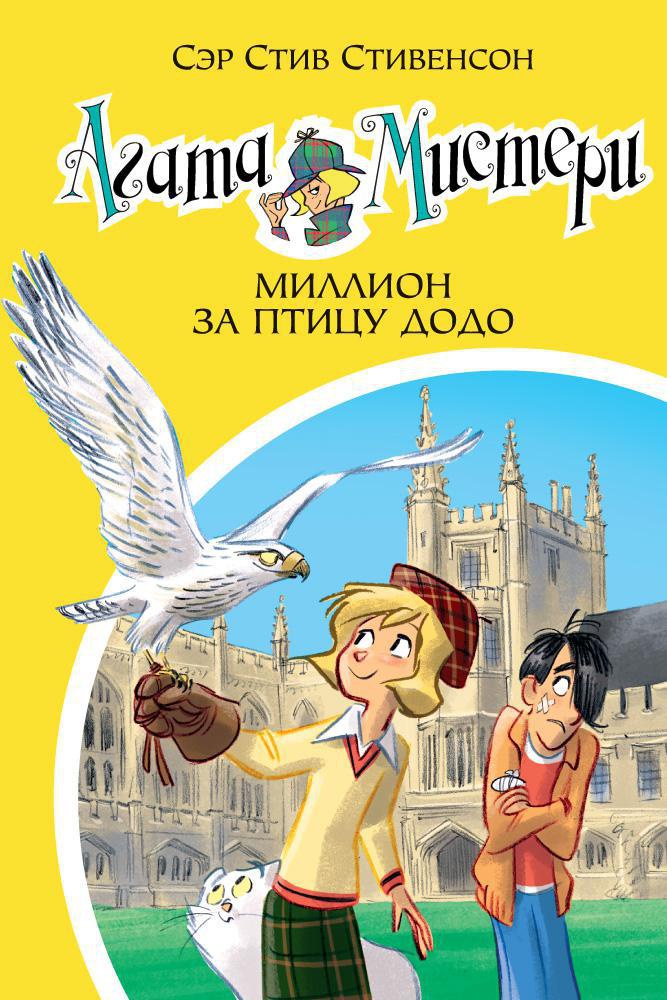 Сэр Стив Стивенсон
Агата Мистери
МИЛЛИОН
ЗА ПТИЦУ ДОДО